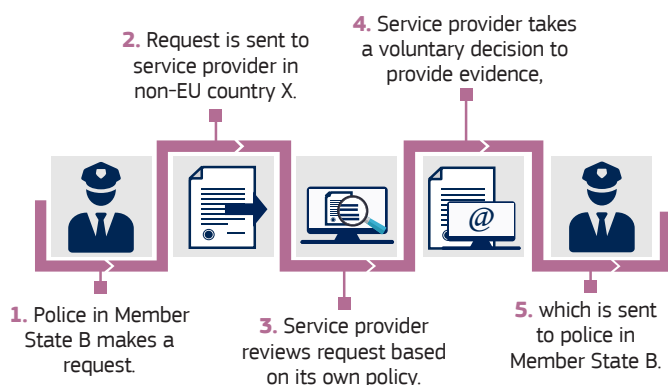 1. Police in Member
State B makes a
request.
2. Request is sent to
service provider in
non-EU country X.
3. Service provider
reviews request based
on its own policy.
4. Service provider takes
a voluntary decision to
provide evidence,
@
5. which is sent
to police in
Member State B.